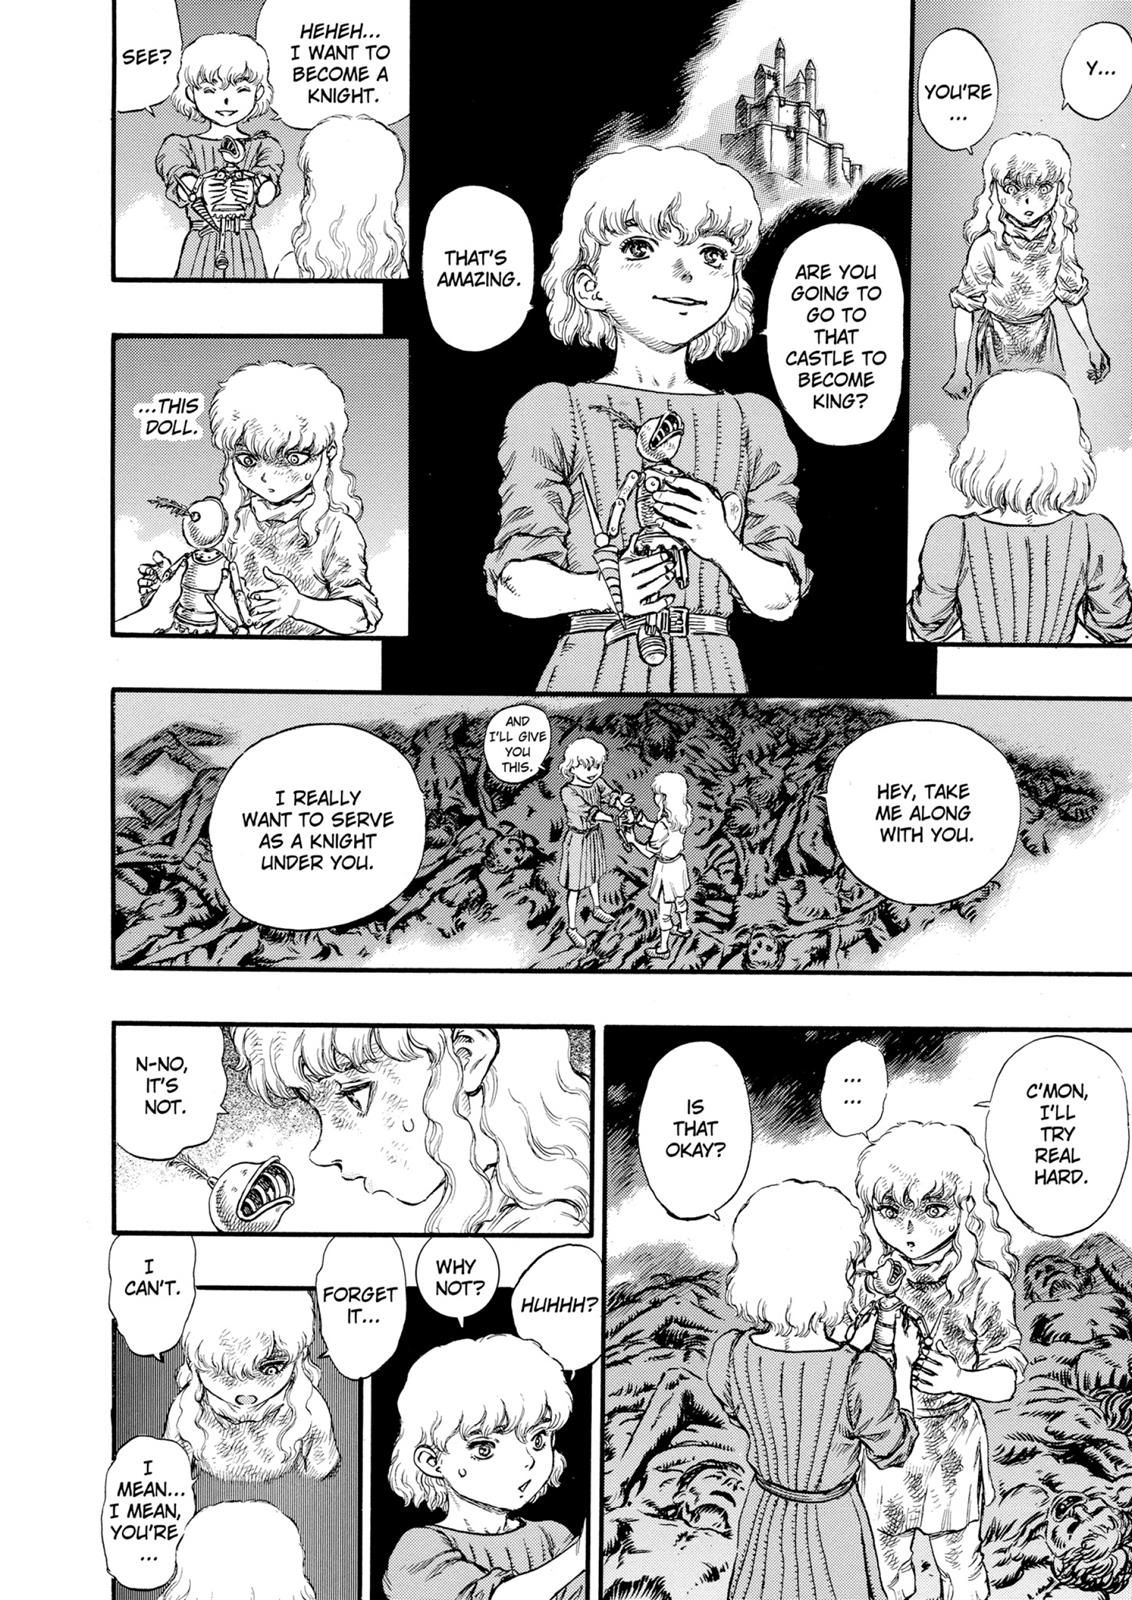 Y...
YOU'RE
...
ARE YOU
GOING TO
GO TO
THAT
CASTLE TO
BECOME
KING?
THAT'S
AMAZING.
HEHEH...
I WANT TO
BECOME A
KNIGHT.
SEE?
...THIS
DOLL.
HEY, TAKE
ME ALONG
WITH YOU.
AND
I'LL GIVE
YOU
THIS.
I REALLY
WANT TO SERVE
AS A KNIGHT
UNDER YOU.
C'MON,
I'LL
TRY
REAL
HARD.
...
...
IS
THAT
OKAY?
N-NO,
IT'S
NOT.
HUHHH?
WHY
NOT?
FORGET
IT...
I
CAN'T.
I
MEAN...
I MEAN,
YOU'RE
...